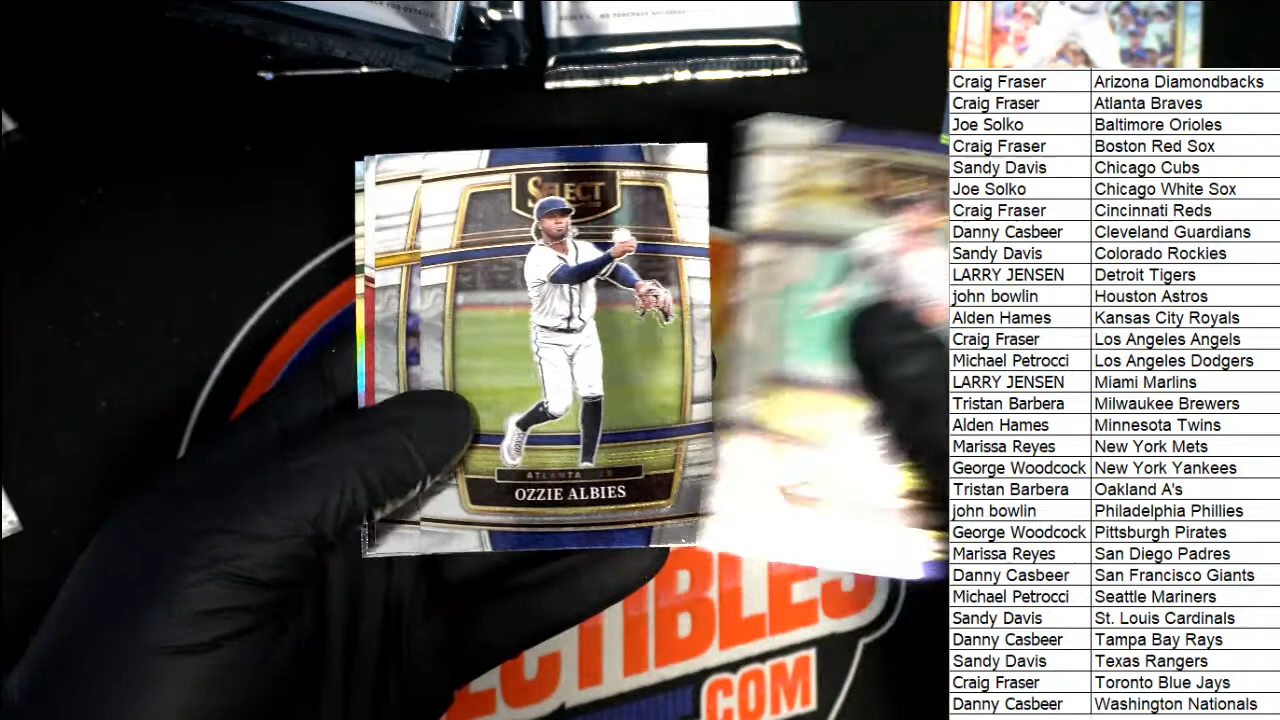 SELECT
ATLANTA
OZZIE ALBIES
CTIBLES
.COM
Craig Fraser Arizona Diamondbacks
Craig Fraser Atlanta Braves
Joe Solko Baltimore Orioles
Craig Fraser Boston Red Sox
Sandy Davis Chicago Cubs
Joe Solko Chicago White Sox
Craig Fraser Cincinnati Reds
Danny Casbeer Cleveland Guardians
Sandy Davis Colorado Rockies
LARRY JENSEN Detroit Tigers
john bowlin Houston Astros
Alden Hames Kansas City Royals
Craig Fraser Los Angeles Angels
Michael Petrocci Los Angeles Dodgers
LARRY JENSEN Miami Marlins
Tristan Barbera Milwaukee Brewers
Alden Hames Minnesota Twins
Marissa Reyes New York Mets
George Woodcock New York Yankees
Tristan Barbera Oakland A's
john bowlin Philadelphia Phillies
George Woodcock Pittsburgh Pirates
Marissa Reyes San Diego Padres
Danny Casbeer San Francisco Giants
Michael Petrocci Seattle Mariners
Sandy Davis St. Louis Cardinals
Danny Casbeer Tampa Bay Rays
Sandy Davis Texas Rangers
Craig Fraser Toronto Blue Jays
Danny Casbeer Washington Nationals